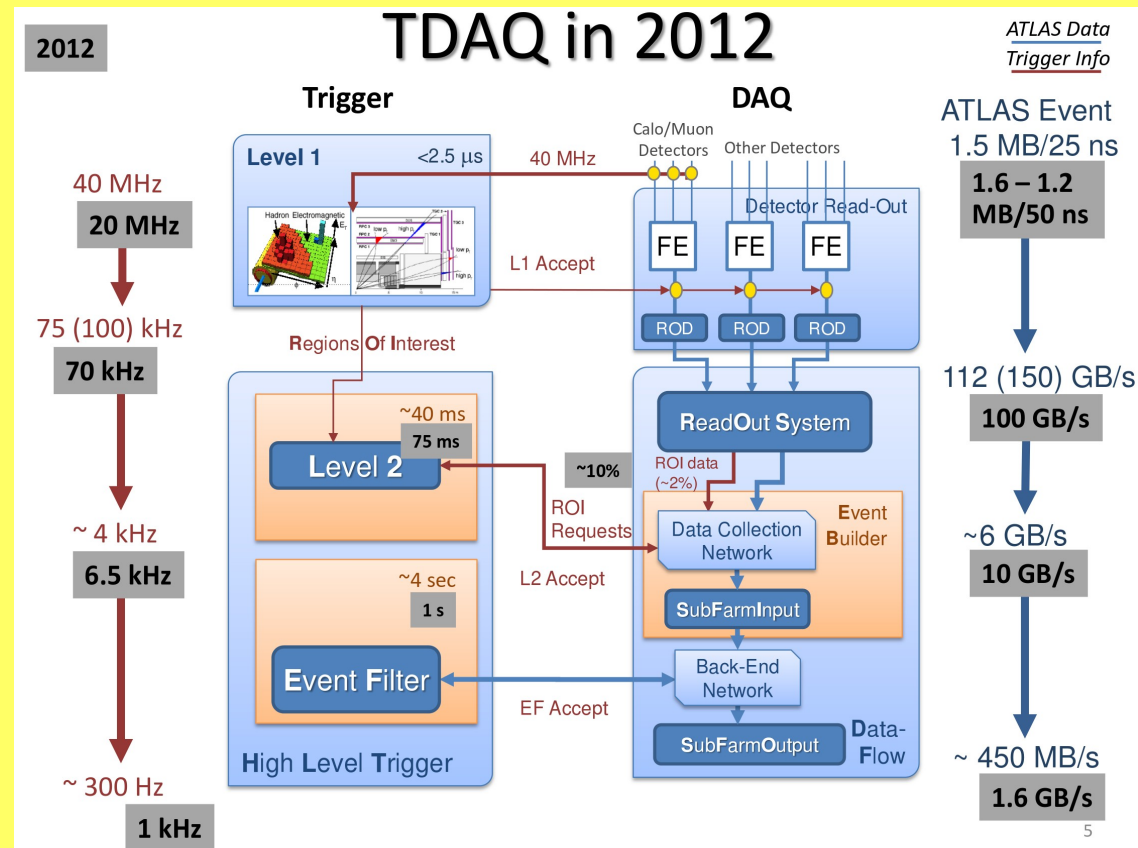 2012
TDAQ in 2012
ATLAS Data
Trigger Info
Trigger
DAQ
ATLAS Event
1.5 MB/25 ns
1.6 – 1.2
MB/50 ns
40 MHz
20 MHz
75 (100) kHz
70 kHz
~ 4 kHz
6.5 kHz
~ 300 Hz
1 kHz
Level 1
<2.5 μs
Hadron Electromagnetic
40 MHz
Calo/Muon
Detectors
Other Detectors
Detector Read-Out
FE
FE
FE
L1 Accept
ROD
ROD
ROD
Regions Of Interest
~40 ms
75 ms
Level 2
~10%
ROI data
(~2%)
ROI
Requests
L2 Accept
~4 sec
1 s
Event Filter
EF Accept
High Level Trigger
ReadOut System
Event
Builder
Data Collection
Network
SubFarmInput
Back-End
Network
SubFarmOutput
Data-
Flow
112 (150) GB/s
100 GB/s
~6 GB/s
10 GB/s
~ 450 MB/s
1.6 GB/s
5